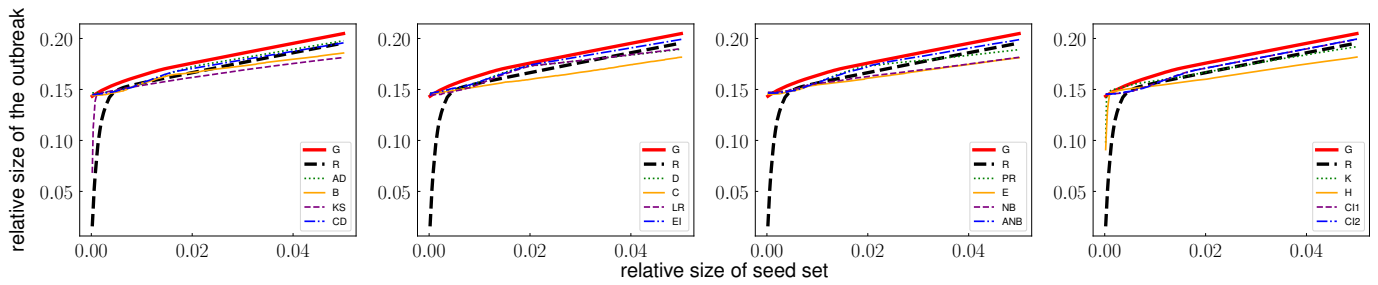 relative size of the outbreak
0.20
0.15
0.10
0.05
0.00
0.02
0.04
G
R
AD
B
KS
CD
0.20
0.15
0.10
0.05
0.00
0.02
0.04
G
R
D
C
LR
EI
0.20
0.15
0.10
0.05
0.00
0.02
0.04
G
R
PR
E
NB
ANB
0.20
0.15
0.10
0.05
0.00
0.02
0.04
G
R
K
H
CI1
CI2
relative size of seed set